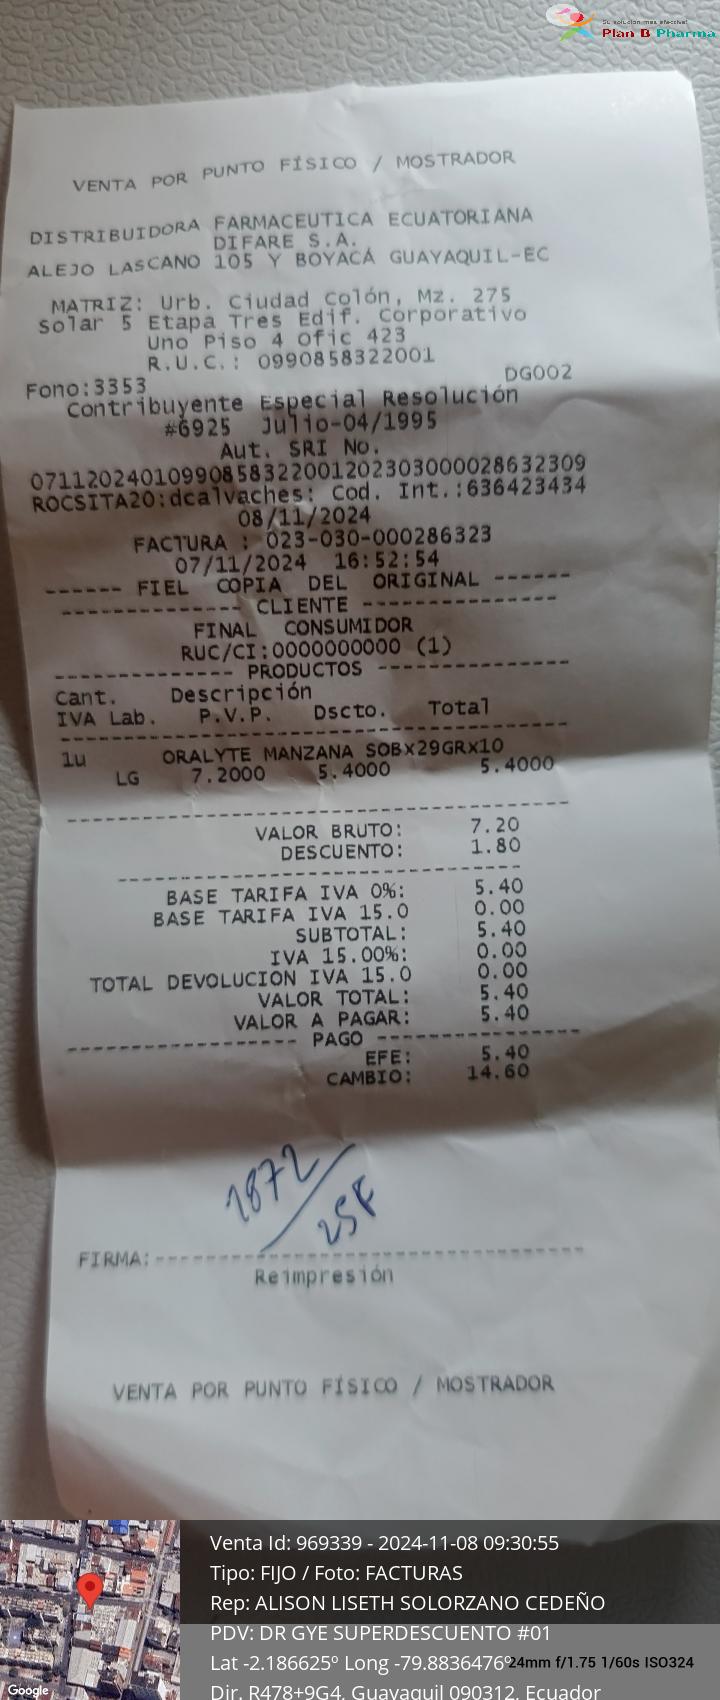 Su solución más efectiva!
Plan B Pharma
VENTA POR PUNTO FÍSICO / MOSTRADOR
DISTRIBUIDORA FARMACEUTICA ECUATORIANA
DIFARE S.A.
ALEJO LASCANO 105 Y BOYACÁ GUAYAQUIL-EC
MATRIZ: Urb. Ciudad Colón, Mz. 275
Solar 5 Etapa Tres Edif. Corporativo
Uno Piso 4 Ofic 423
R.U.C.: 0990858322001
Fono:3353 DG002
Contribuyente Especial Resolución
#6925 Julio-04/1995
Aut. SRI No.
0711202401099085832200120230300002863230​9
ROCSITA20:dcalvaches: Cod. Int.:636423434
08/11/2024
FACTURA : 023-030-000286323
07/11/2024 16:52:54
------ FIEL COPIA DEL ORIGINAL ------
--------------- CLIENTE ----------------
FINAL CONSUMIDOR
RUC/CI:0000000000 (1)
-------------- PRODUCTOS ---------------
Cant. Descripción
IVA Lab. P.V.P. Dscto. Total
1u ORALYTE MANZANA SOBx29GRx10
LG 7.2000 5.4000 5.4000
VALOR BRUTO: 7.20
DESCUENTO: 1.80
BASE TARIFA IVA 0%: 5.40
BASE TARIFA IVA 15.0 0.00
SUBTOTAL: 5.40
IVA 15.00%: 0.00
TOTAL DEVOLUCION IVA 15.0 0.00
VALOR TOTAL: 5.40
VALOR A PAGAR: 5.40
----------------- PAGO -----------------
EFE: 5.40
CAMBIO: 14.60
1872/25F
FIRMA:----------------------------------
Reimpresión
VENTA POR PUNTO FÍSICO / MOSTRADOR
Venta Id: 969339 - 2024-11-08 09:30:55
Tipo: FIJO / Foto: FACTURAS
Rep: ALISON LISETH SOLORZANO CEDEÑO
PDV: DR GYE SUPERDESCUENTO #01
Lat -2.186625º Long -79.8836476º
24mm f/1.75 1/60s ISO324
Dir. R478+9G4, Guayaquil 090312, Ecuador
Google